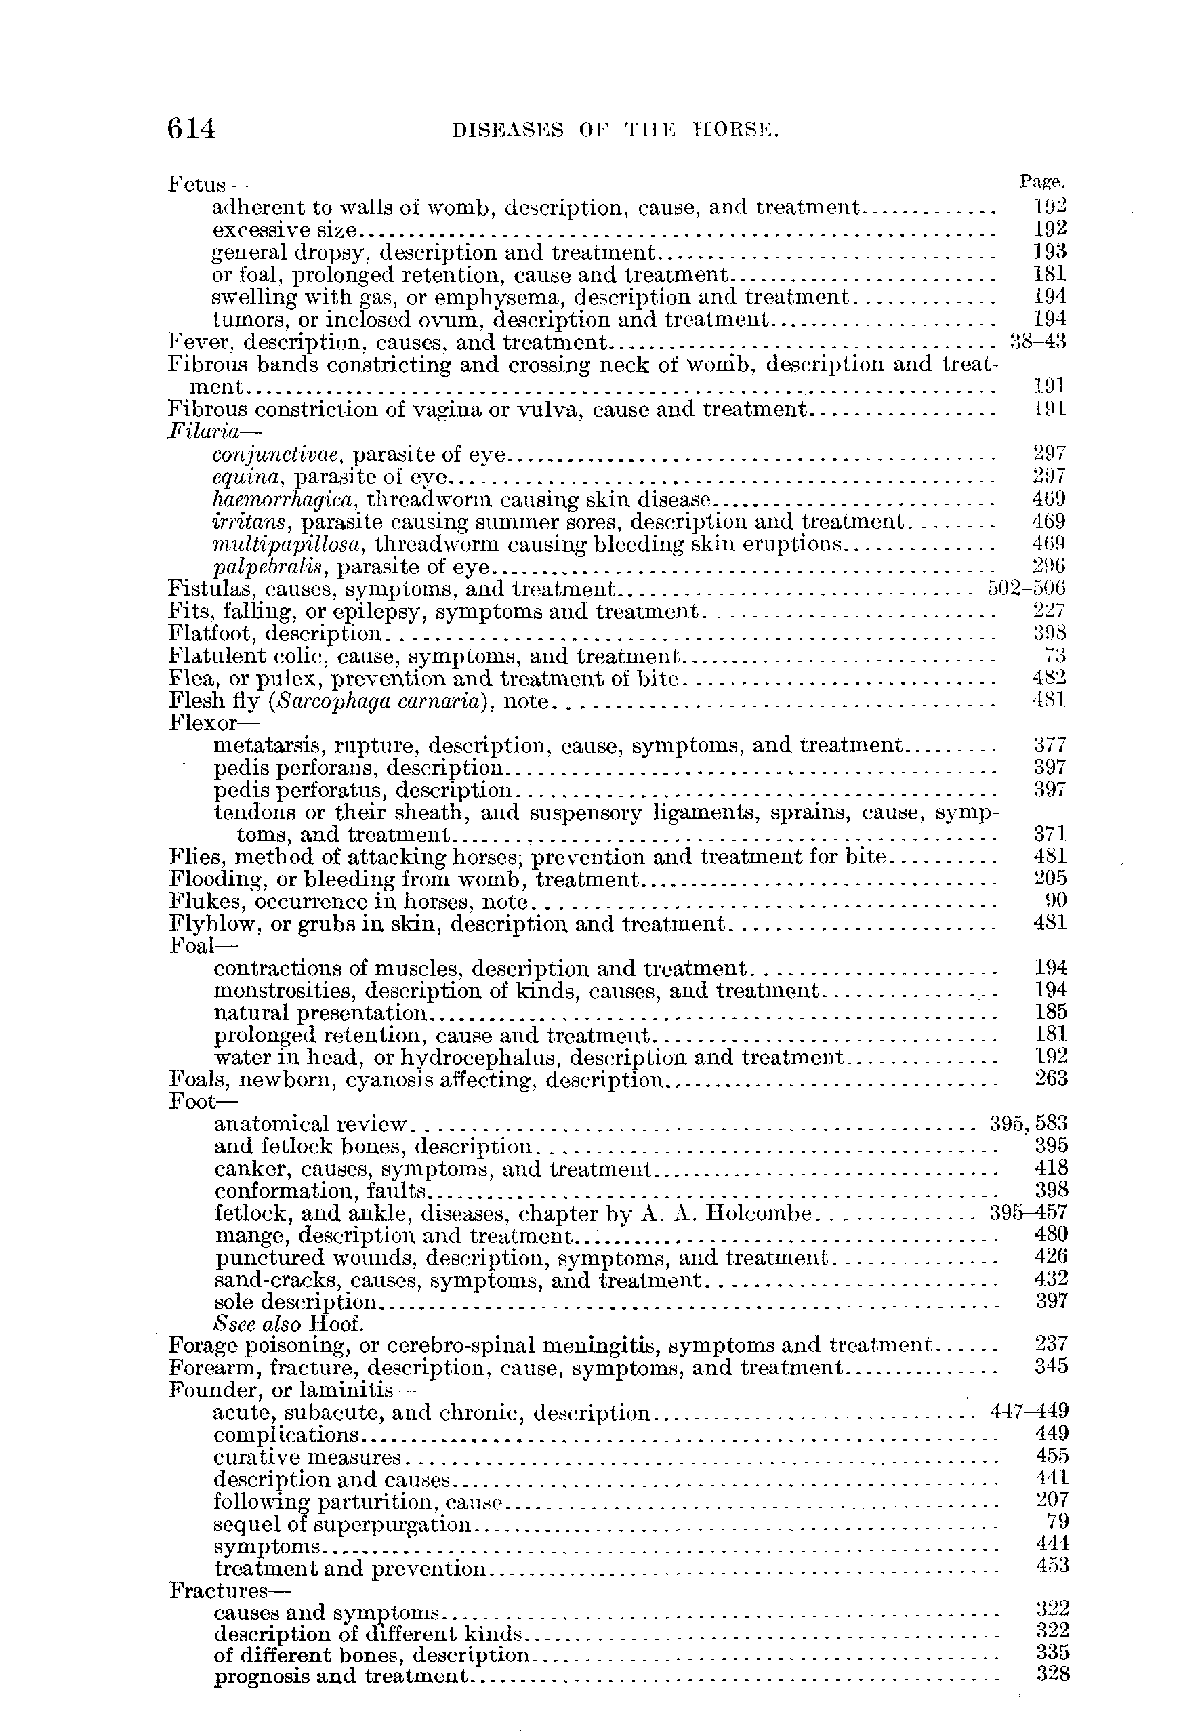 614 DISEASES OF THE HORSE.
Fetus— Page.
adherent to walls of womb, description, cause, and treatment............. 192
excessive size............................................................. 192
general dropsy, description and treatment................................ 193
or foal, prolonged retention, cause and treatment.......................... 181
swelling with gas, or emphysema, description and treatment.............. 194
tumors, or inclosed ovum, description and treatment...................... 194
Fever, description, causes, and treatment..................................... 38–43
Fibrous bands constricting and crossing neck of womb, description and treat-
ment........................................................................ 191
Fibrous constriction of vagina or vulva, cause and treatment.................. 191
Filaria—
conjunctivae, parasite of eye............................................... 297
equina, parasite of eye..................................................... 297
haemorrhagica, threadworm causing skin disease........................... 469
irritans, parasite causing summer sores, description and treatment........ 469
multipapillosa, threadworm causing bleeding skin eruptions............... 469
palpebralis, parasite of eye................................................ 296
Fistulas, causes, symptoms, and treatment.................................. 502–506
Fits, falling, or epilepsy, symptoms and treatment............................ 227
Flatfoot, description.......................................................... 398
Flatulent colic, cause, symptoms, and treatment.............................. 73
Flea, or pulex, prevention and treatment of bite.............................. 482
Flesh fly (Sarcophaga carnaria), note.......................................... 481
Flexor—
metatarsis, rupture, description, cause, symptoms, and treatment......... 377
pedis perforans, description............................................... 397
pedis perforatus, description.............................................. 397
tendons or their sheath, and suspensory ligaments, sprains, cause, symp-
toms, and treatment.................................................... 371
Flies, method of attacking horses; prevention and treatment for bite.......... 481
Flooding, or bleeding from womb, treatment.................................. 205
Flukes, occurrence in horses, note............................................ 90
Flyblow, or grubs in skin, description and treatment.......................... 481
Foal—
contractions of muscles, description and treatment........................ 194
monstrosities, description of kinds, causes, and treatment................. 194
natural presentation....................................................... 185
prolonged retention, cause and treatment................................. 181
water in head, or hydrocephalus, description and treatment............... 192
Foals, newborn, cyanosis affecting, description................................ 263
Foot—
anatomical review..................................................... 395, 583
and fetlock bones, description............................................. 395
canker, causes, symptoms, and treatment................................. 418
conformation, faults....................................................... 398
fetlock, and ankle, diseases, chapter by A. A. Holcombe............... 395–457
mange, description and treatment......................................... 480
punctured wounds, description, symptoms, and treatment................ 426
sand-cracks, causes, symptoms, and treatment............................ 432
sole description............................................................ 397
Ssee also Hoof.
Forage poisoning, or cerebro-spinal meningitis, symptoms and treatment...... 237
Forearm, fracture, description, cause, symptoms, and treatment............... 345
Founder, or laminitis—
acute, subacute, and chronic, description.............................. 447–449
complications.............................................................. 449
curative measures.......................................................... 455
description and causes..................................................... 441
following parturition, cause................................................ 207
sequel of superpurgation................................................... 79
symptoms................................................................. 444
treatment and prevention................................................. 453
Fractures—
causes and symptoms...................................................... 322
description of different kinds.............................................. 322
of different bones, description............................................. 335
prognosis and treatment................................................... 328